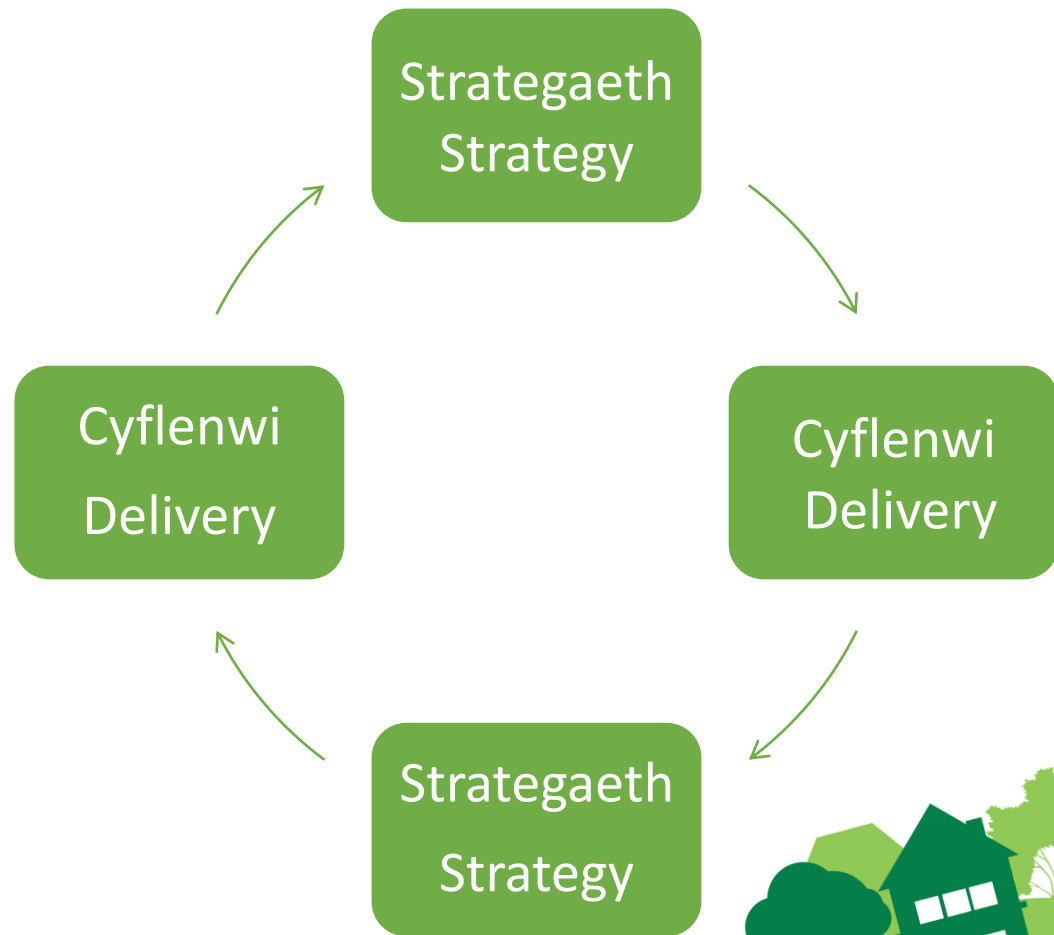 Strategaeth
Strategy
Cyflenwi
Delivery
Cyflenwi
Delivery
Strategaeth
Strategy